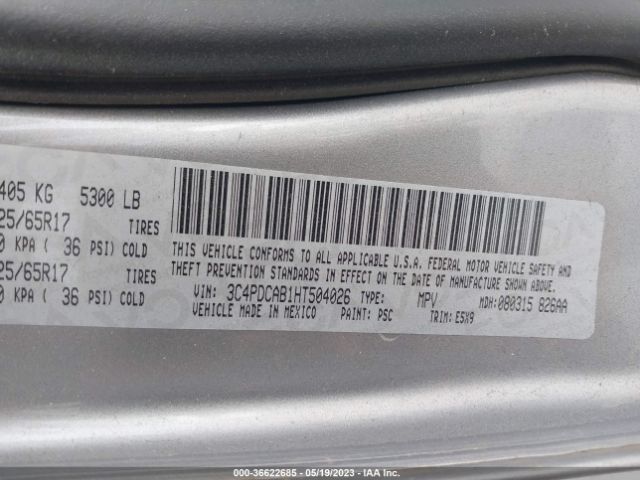 405 KG 5300 LB
25/65R17 TIRES
0 KPA ( 36 PSI) COLD
25/65R17 TIRES
0 KPA ( 36 PSI) COLD
THIS VEHICLE CONFORMS TO ALL APPLICABLE U.S.A. FEDERAL MOTOR VEHICLE SAFETY AND
THEFT PREVENTION STANDARDS IN EFFECT ON THE DATE OF MANUFACTURE SHOWN ABOVE.
VIN: 3C4PDCAB1HT504026 TYPE: MPV MDH:080315 826AA
VEHICLE MADE IN MEXICO PAINT: PSC TRIM: E5X9
000-36622685 - 05/19/2023 - IAA Inc.